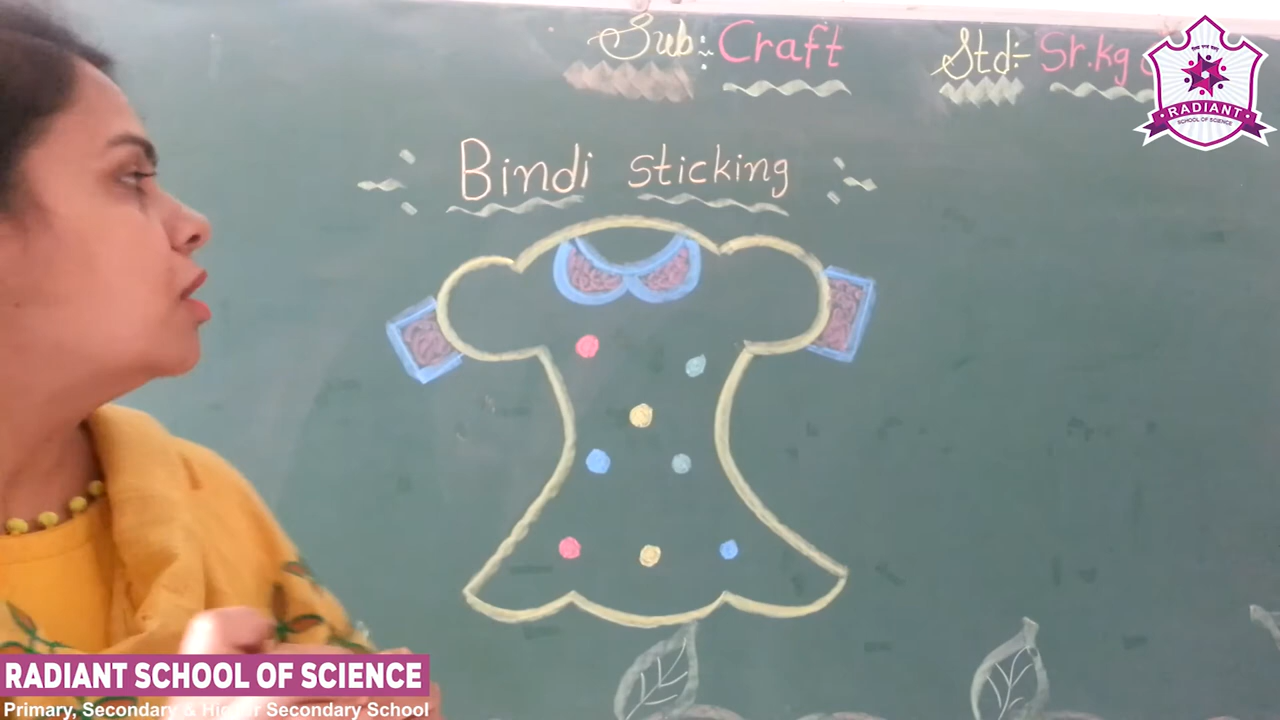 Sub:- Craft
Std:- Sr.kg
Bindi sticking
RADIANT
SCHOOL OF SCIENCE
RADIANT SCHOOL OF SCIENCE
Primary, Secondary & Higher Secondary School